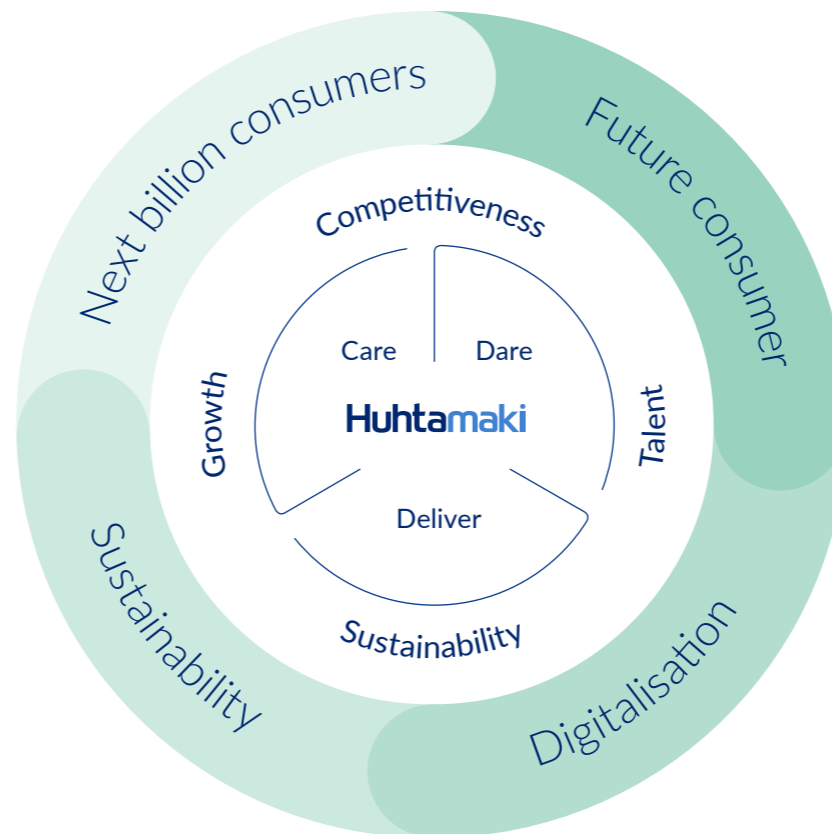 Next billion consumers
Future consumer
Digitalisation
Sustainability
Competitiveness
Talent
Sustainability
Growth
Care
Dare
Huhtamaki
Deliver